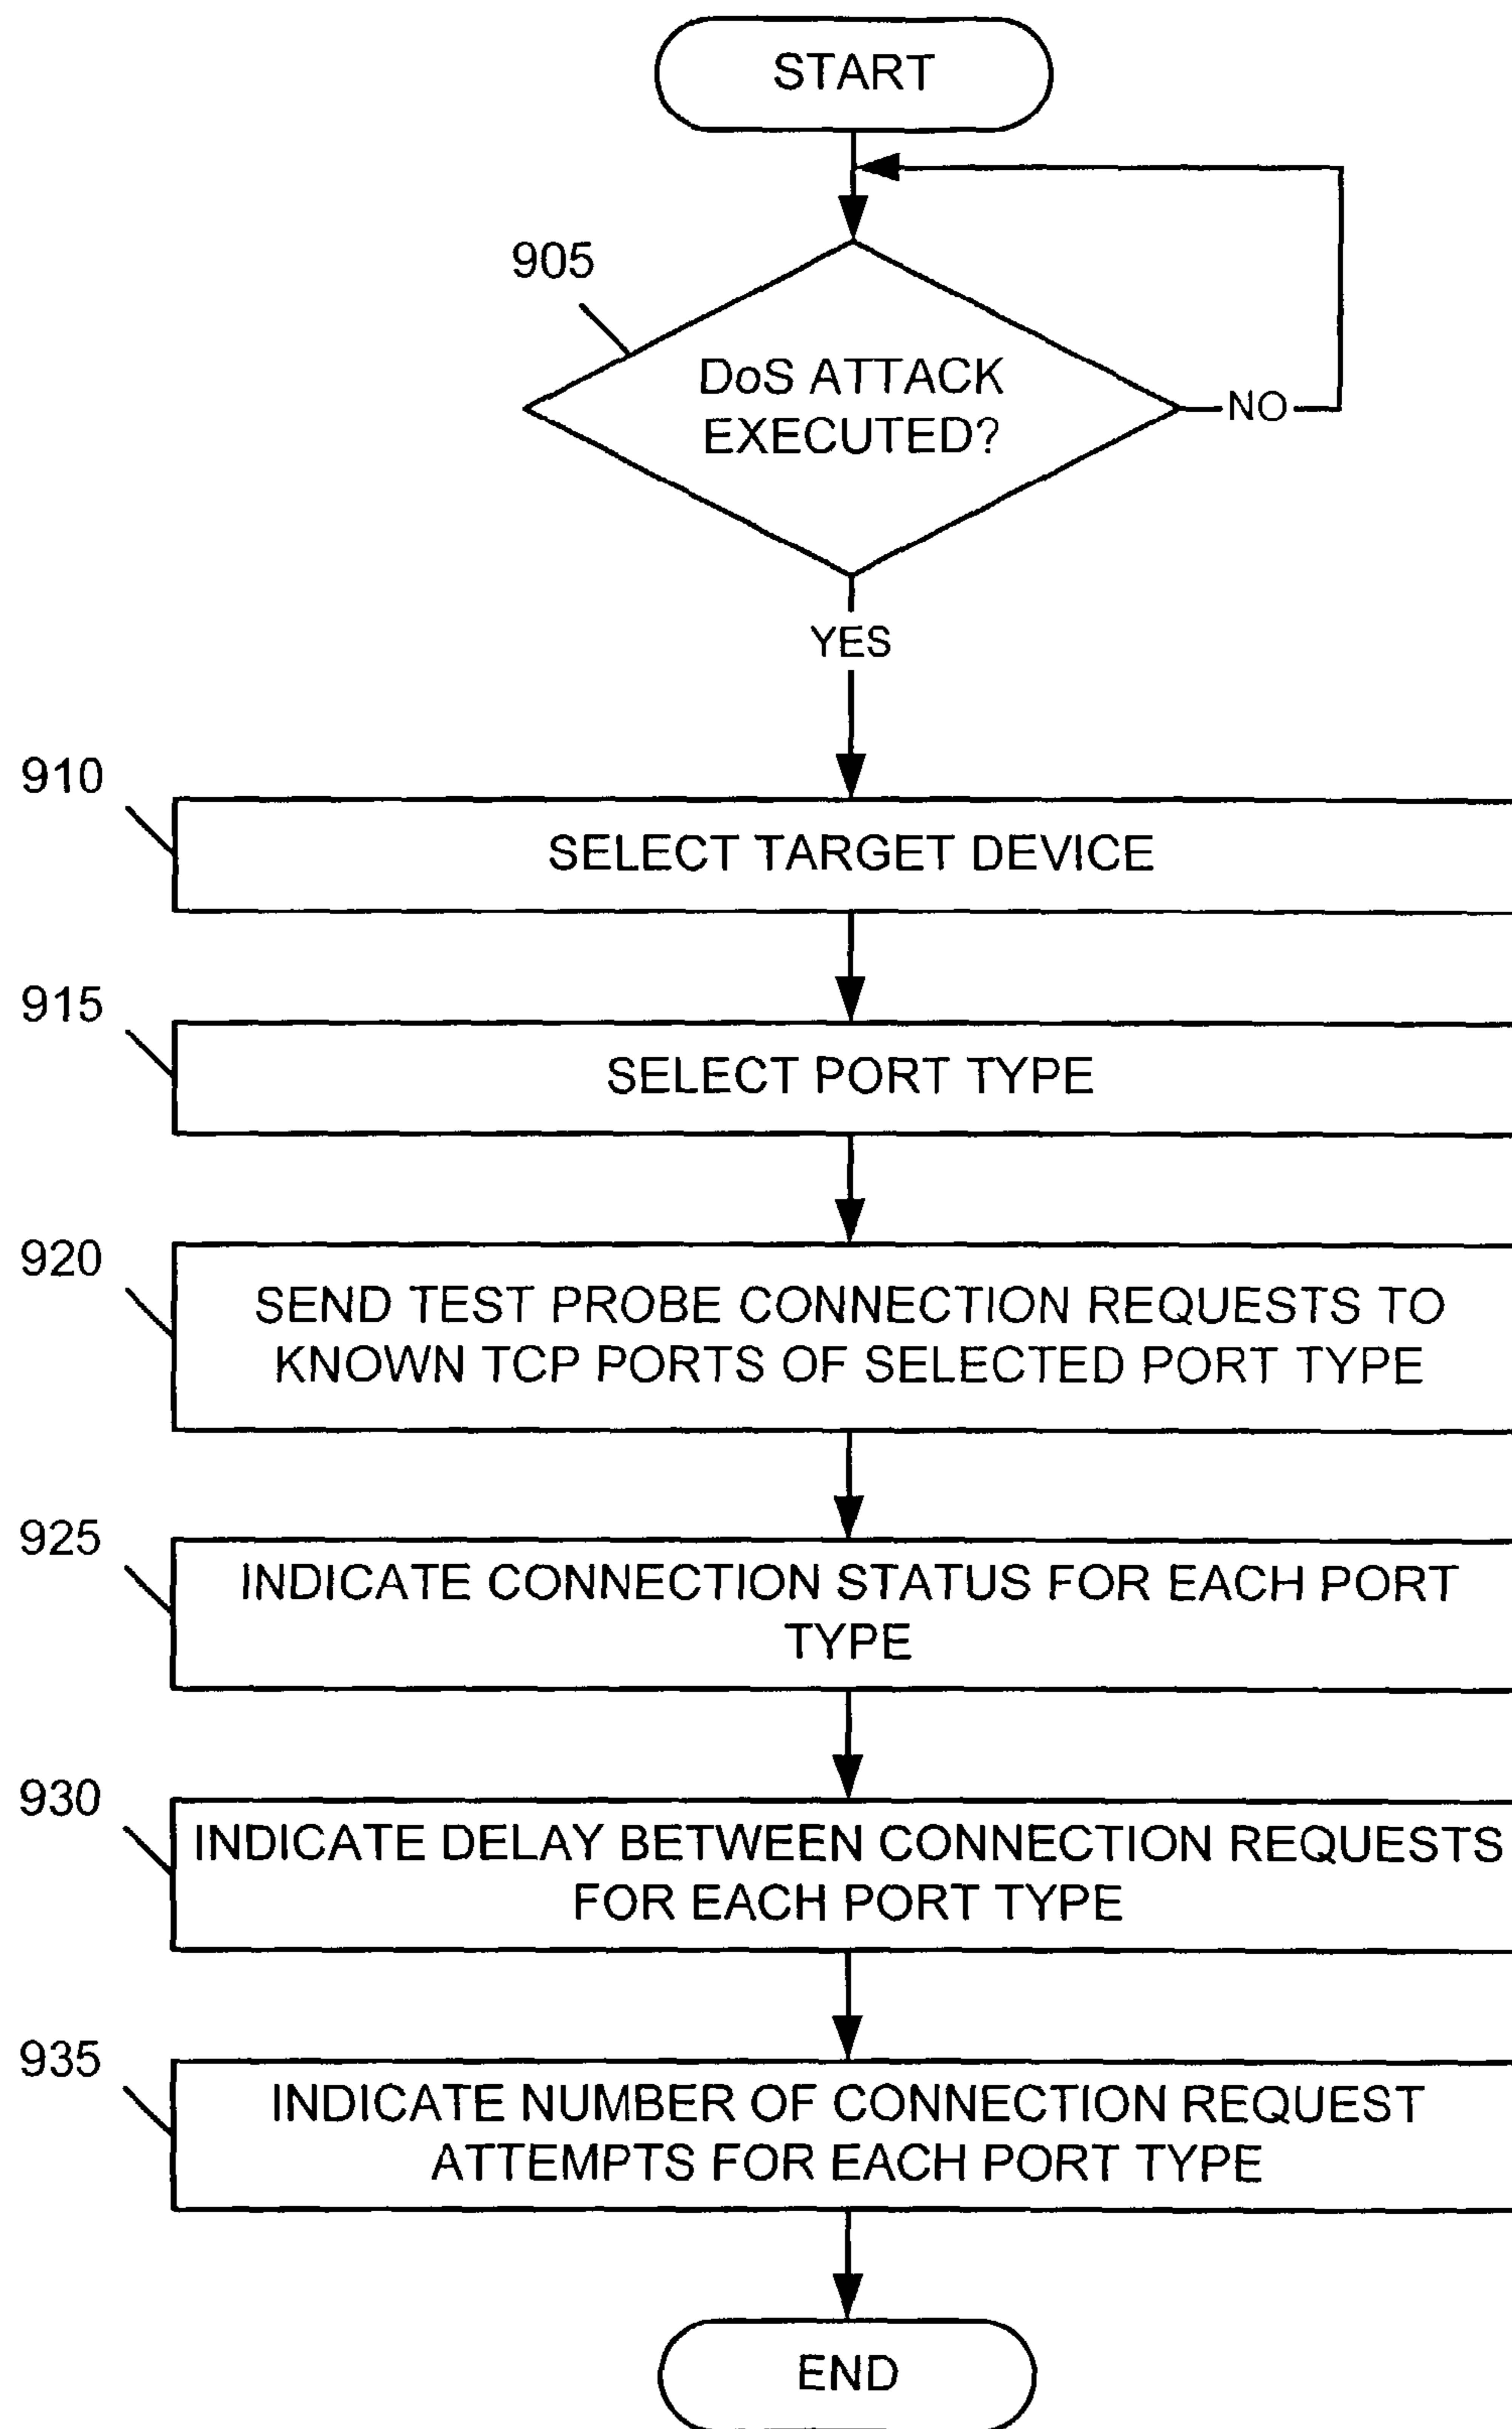 START
905
DoS ATTACK
EXECUTED?
NO
YES
910
SELECT TARGET DEVICE
915
SELECT PORT TYPE
920
SEND TEST PROBE CONNECTION REQUESTS TO
KNOWN TCP PORTS OF SELECTED PORT TYPE
925
INDICATE CONNECTION STATUS FOR EACH PORT
TYPE
930
INDICATE DELAY BETWEEN CONNECTION REQUESTS
FOR EACH PORT TYPE
935
INDICATE NUMBER OF CONNECTION REQUEST
ATTEMPTS FOR EACH PORT TYPE
END